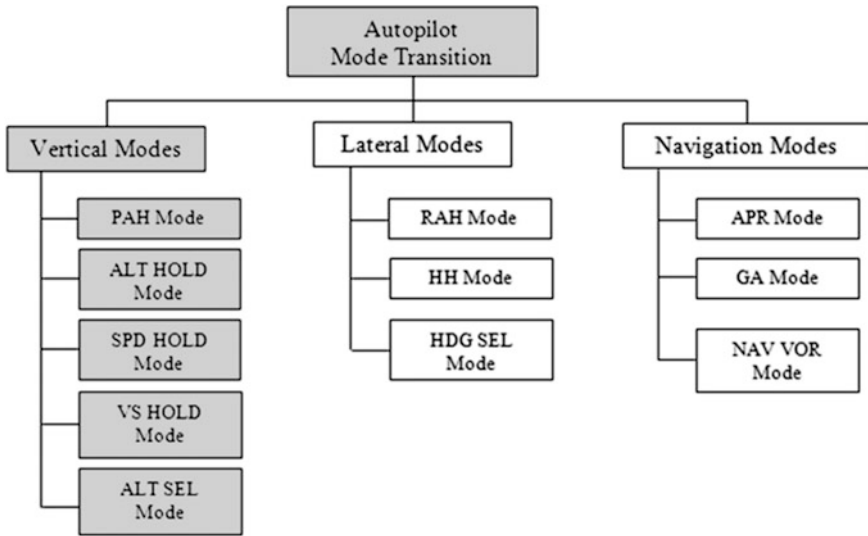 Autopilot
Mode Transition
Vertical Modes
Lateral Modes
Navigation Modes
PAH Mode
ALT HOLD
Mode
SPD HOLD
Mode
VS HOLD
Mode
ALT SEL
Mode
RAH Mode
HH Mode
HDG SEL
Mode
APR Mode
GA Mode
NAV VOR
Mode